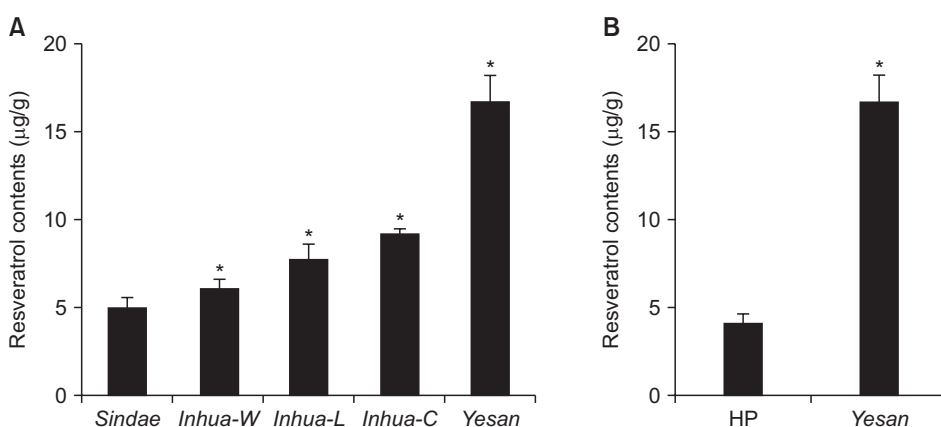 A
Resveratrol contents (μg/g)
20
15
10
5
0
*
*
*
*
Sindae Inhua-W Inhua-L Inhua-C Yesan
B
Resveratrol contents (μg/g)
20
15
10
5
0
*
HP Yesan